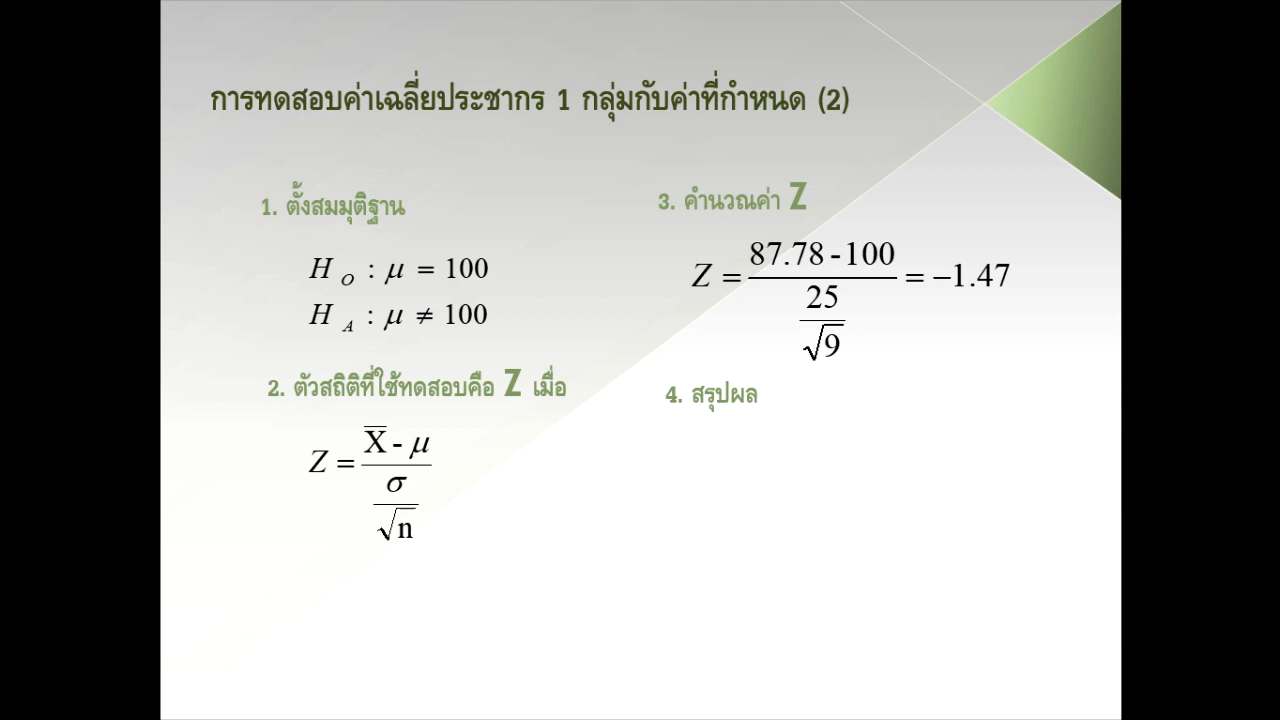 การทดสอบค่าเฉลี่ยประชากร 1 กลุ่มกับค่าที่กำหนด (2)
1. ตั้งสมมุติฐาน
H_O : μ = 100
H_A : μ ≠ 100
2. ตัวสถิติที่ใช้ทดสอบคือ Z เมื่อ
Z = (X̅ - μ) / (σ / √n)
3. คำนวณค่า Z
Z = (87.78 - 100) / (25 / √9) = −1.47
4. สรุปผล